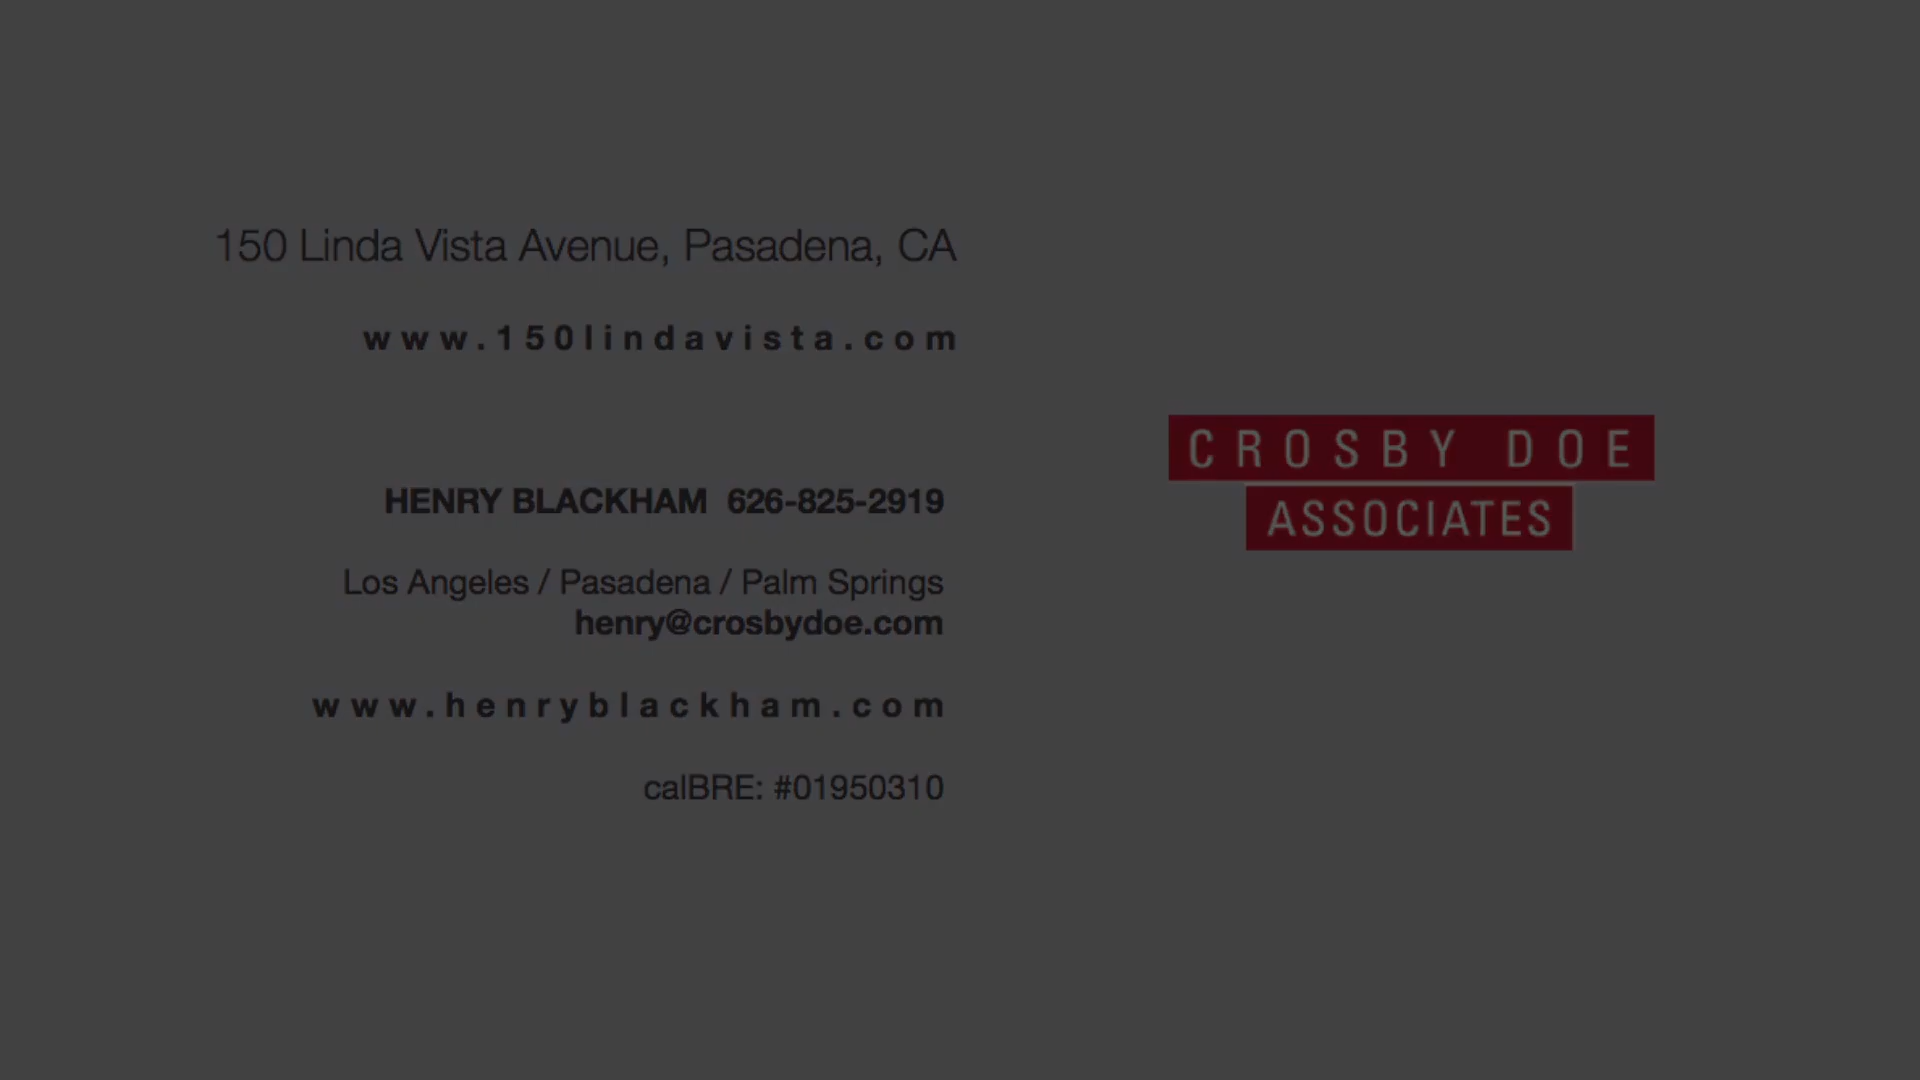 150 Linda Vista Avenue, Pasadena, CA
www.150lindavista.com
HENRY BLACKHAM 626-825-2919
Los Angeles / Pasadena / Palm Springs
henry@crosbydoe.com
www.henryblackham.com
calBRE: #01950310
CROSBY DOE
ASSOCIATES